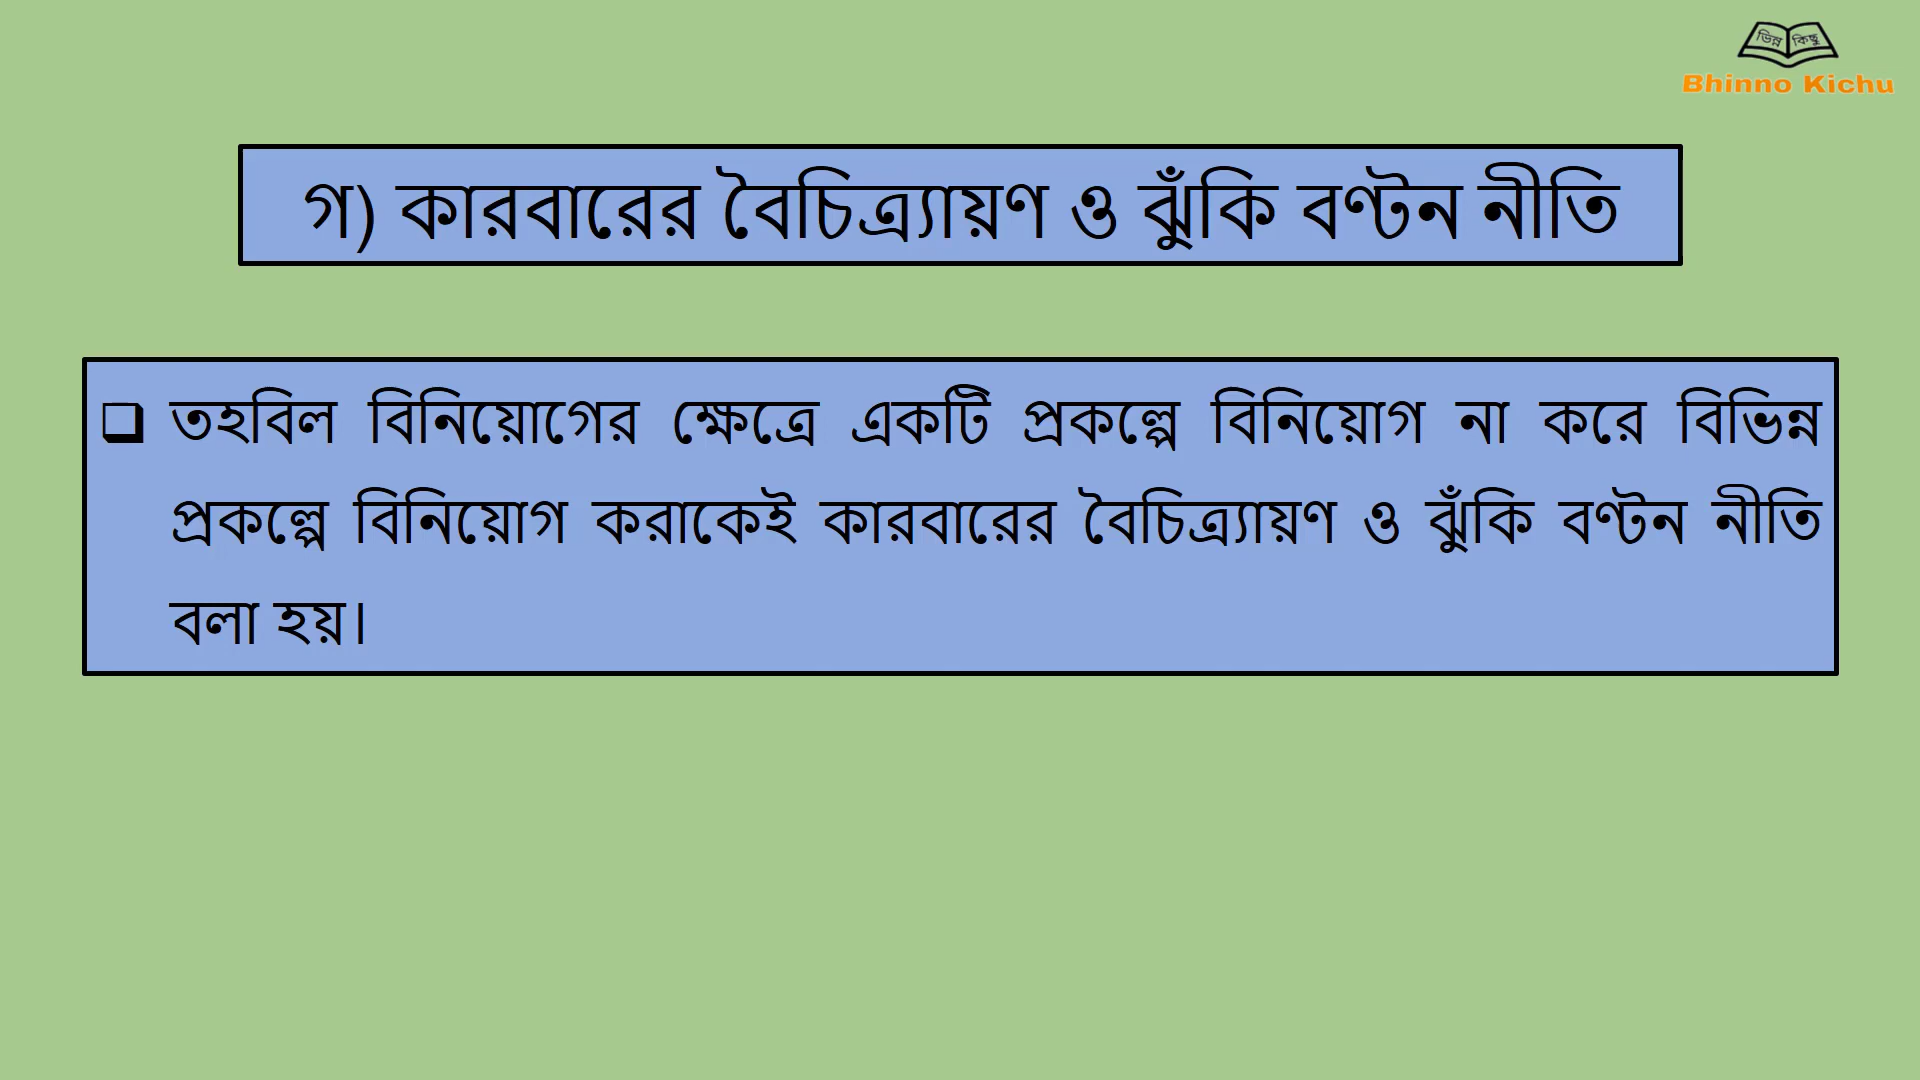 ভিন্ন কিছু
Bhinno Kichu
গ) কারবারের বৈচিত্র্যায়ণ ও ঝুঁকি বণ্টন নীতি
❑ তহবিল বিনিয়োগের ক্ষেত্রে একটি প্রকল্পে বিনিয়োগ না করে বিভিন্ন
প্রকল্পে বিনিয়োগ করাকেই কারবারের বৈচিত্র্যায়ণ ও ঝুঁকি বণ্টন নীতি
বলা হয়।